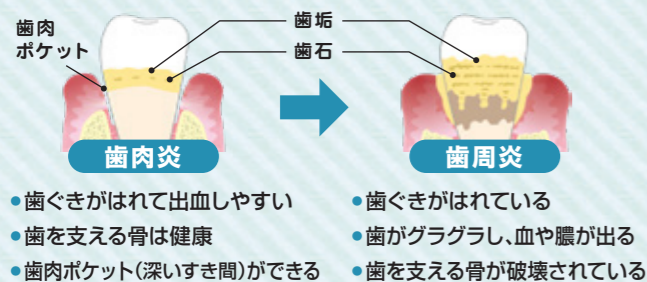 歯肉
ポケット
歯垢
歯石
歯肉炎
●歯ぐきがはれて出血しやすい
●歯を支える骨は健康
●歯肉ポケット(深いすき間)ができる
歯周炎
●歯ぐきがはれている
●歯がグラグラし、血や膿が出る
●歯を支える骨が破壊されている